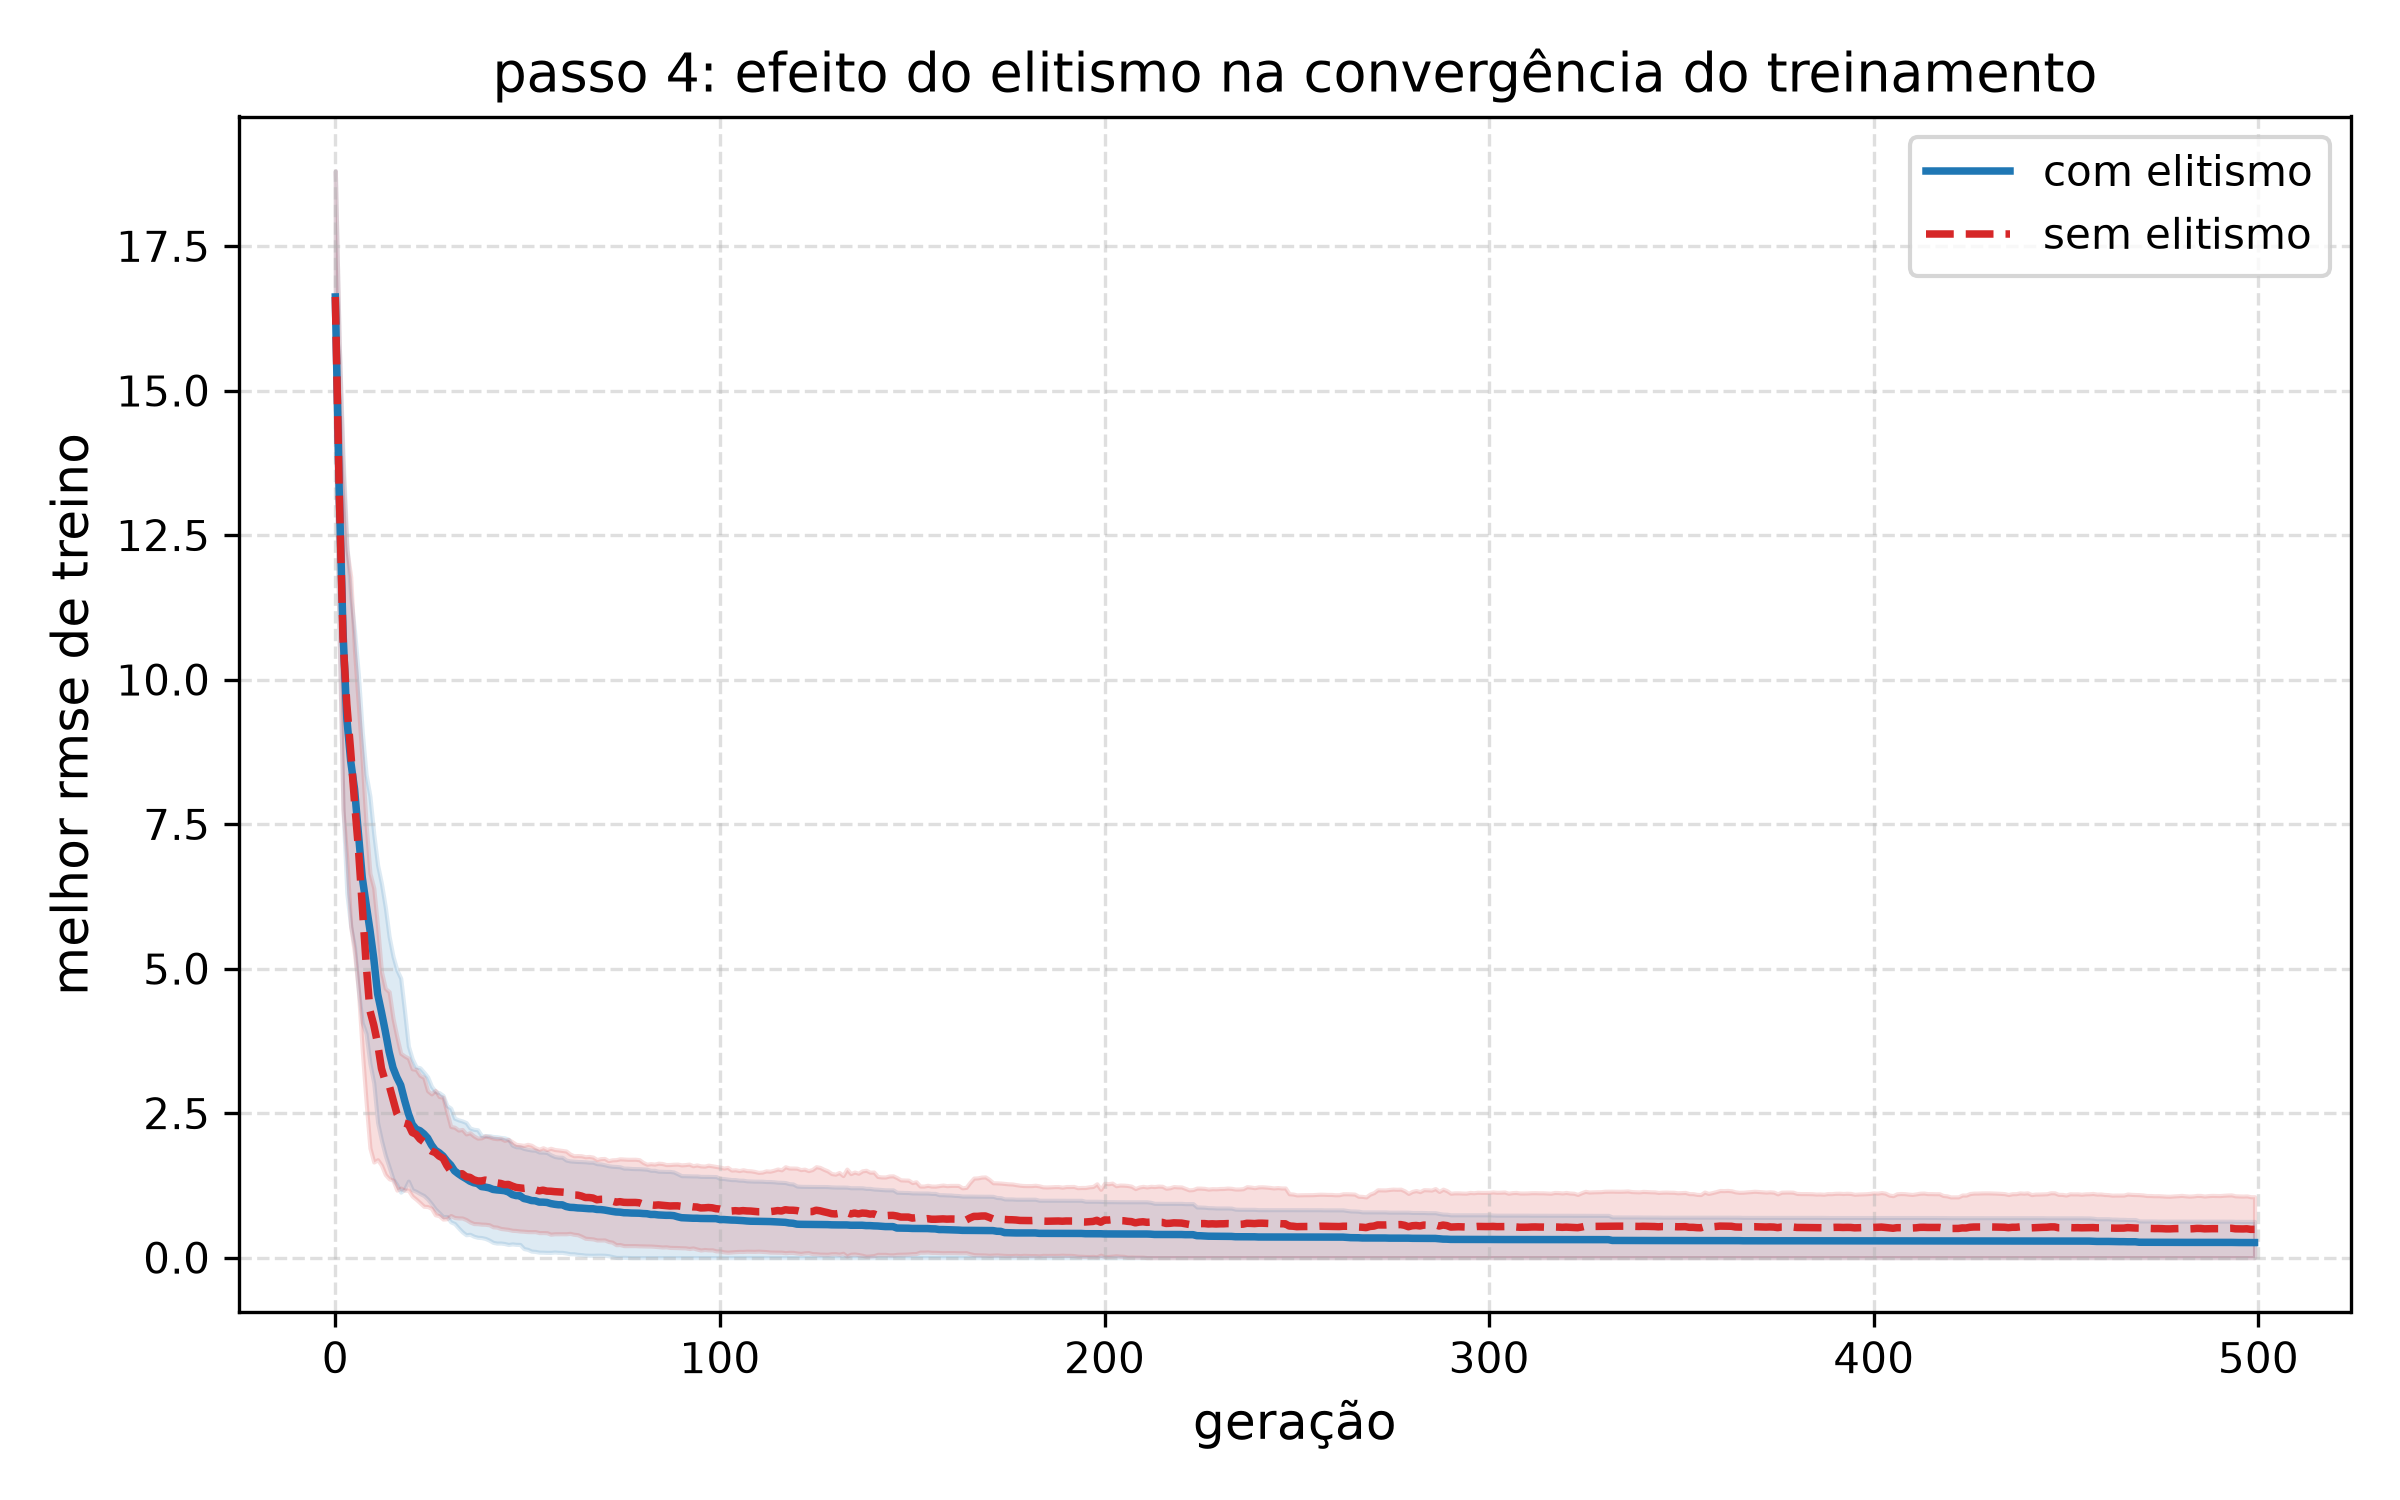 passo 4: efeito do elitismo na convergência do treinamento
com elitismo
sem elitismo
melhor rmse de treino
17.5
15.0
12.5
10.0
7.5
5.0
2.5
0.0
0 100 200 300 400 500
geração